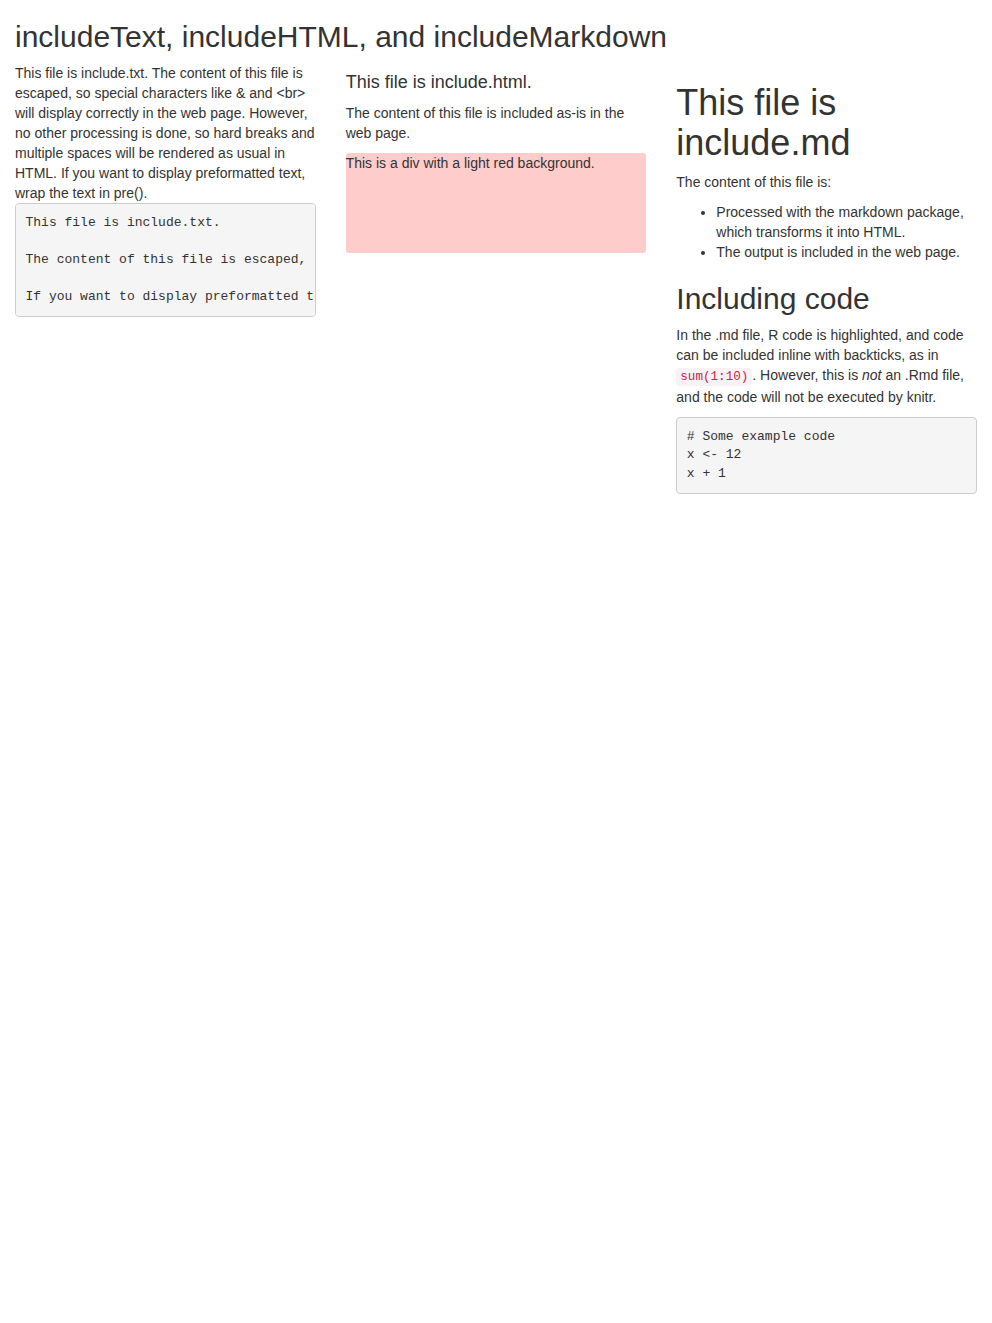 includeText, includeHTML, and includeMarkdown
This file is include.txt. The content of this file is
escaped, so special characters like & and <br>
will display correctly in the web page. However,
no other processing is done, so hard breaks and
multiple spaces will be rendered as usual in
HTML. If you want to display preformatted text,
wrap the text in pre().
This file is include.txt.
The content of this file is escaped,
If you want to display preformatted t
This file is include.html.
The content of this file is included as-is in the
web page.
This is a div with a light red background.
This file is
include.md
The content of this file is:
• Processed with the markdown package,
which transforms it into HTML.
• The output is included in the web page.
Including code
In the .md file, R code is highlighted, and code
can be included inline with backticks, as in
sum(1:10). However, this is not an .Rmd file,
and the code will not be executed by knitr.
# Some example code
x <- 12
x + 1